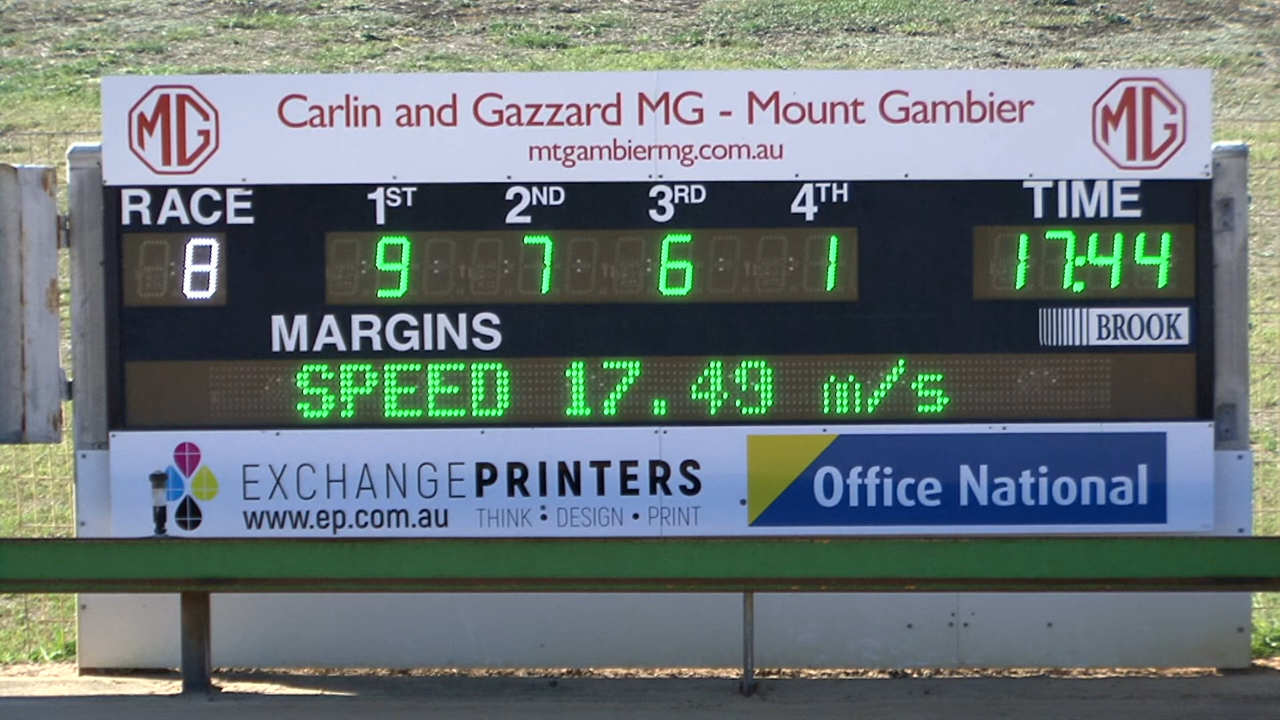 MG Carlin and Gazzard MG - Mount Gambier MG
mtgambiermg.com.au
RACE 1ST 2ND 3RD 4TH TIME
8 9 7 6 1 17:44
MARGINS BROOK
SPEED 17.49 m/s
EXCHANGEPRINTERS Office National
www.ep.com.au THINK • DESIGN • PRINT